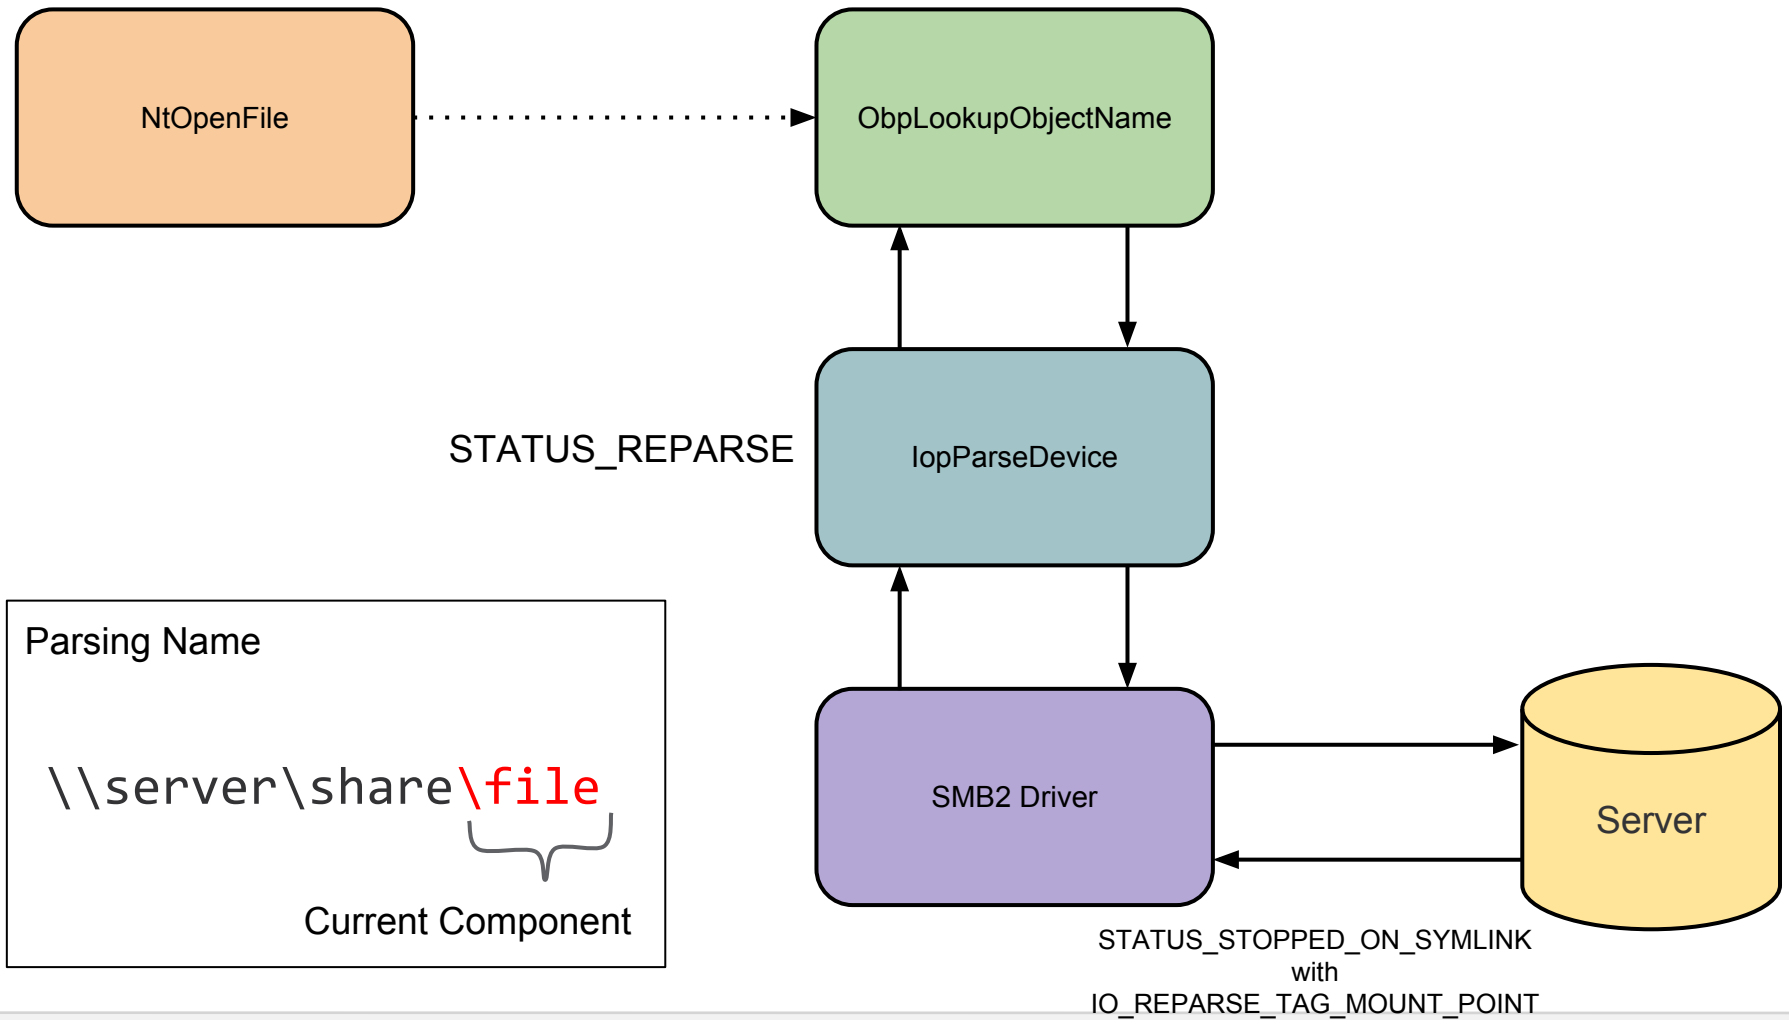 NtOpenFile
ObpLookupObjectName
STATUS_REPARSE
IopParseDevice
Parsing Name
\\server\share\file
Current Component
SMB2 Driver
Server
STATUS_STOPPED_ON_SYMLINK
with
IO_REPARSE_TAG_MOUNT_POINT